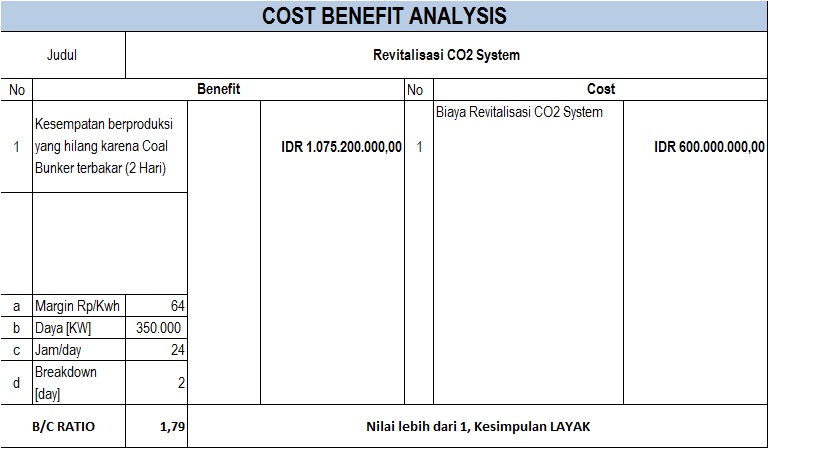 COST BENEFIT ANALYSIS
Judul Revitalisasi CO2 System
No Benefit No Cost
Biaya Revitalisasi CO2 System
Kesempatan berproduksi
1 yang hilang karena Coal IDR 1.075.200.000,00 1 IDR 600.000.000,00
Bunker terbakar (2 Hari)
a Margin Rp/Kwh 64
b Daya [KW] 350.000
c Jam/day 24
d Breakdown 2
[day]
B/C RATIO 1,79 Nilai lebih dari 1, Kesimpulan LAYAK